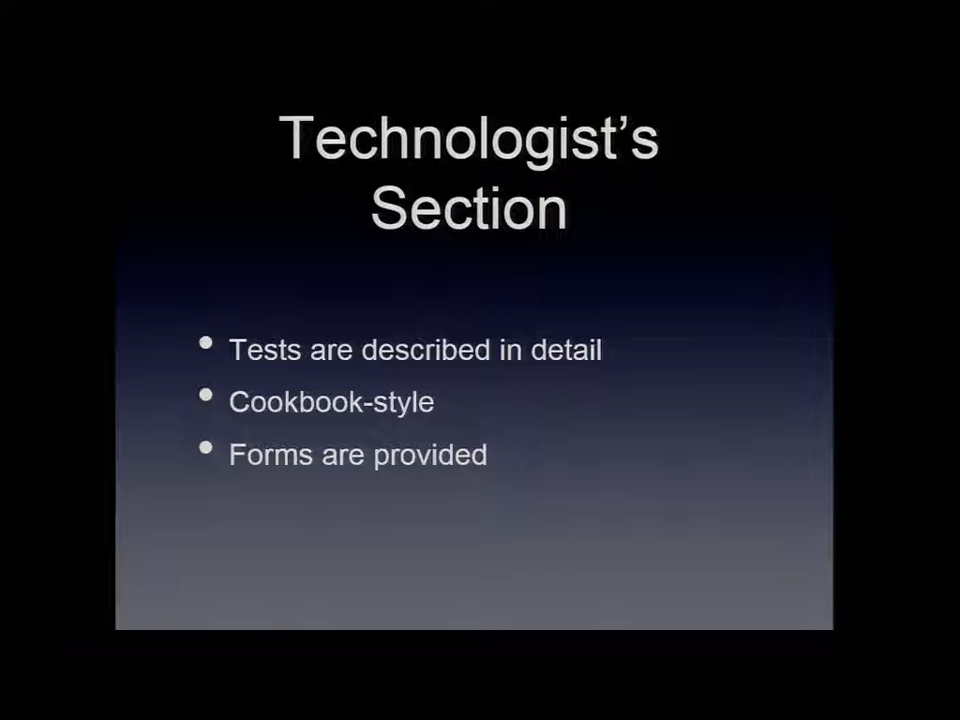 Technologist’s
Section
• Tests are described in detail
• Cookbook-style
• Forms are provided